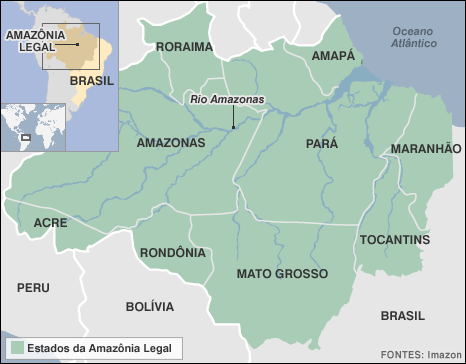 AMAZÔNIA
LEGAL
BRASIL
RORAIMA
AMAPÁ
Oceano
Atlântico
Rio Amazonas
AMAZONAS
PARÁ
MARANHÃO
ACRE
RONDÔNIA
TOCANTINS
MATO GROSSO
PERU
BOLÍVIA
BRASIL
Estados da Amazônia Legal
FONTES: Imazon